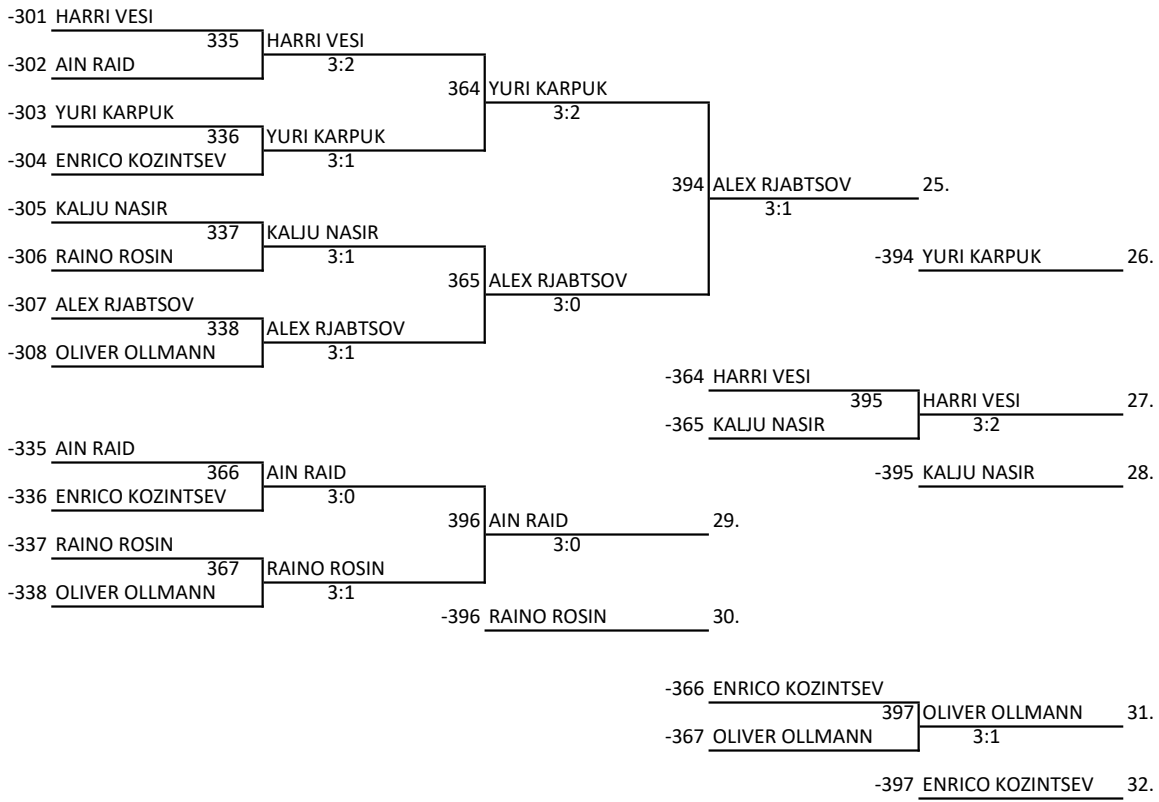 -301 HARRI VESI
335 HARRI VESI
-302 AIN RAID 3:2
364 YURI KARPUK
-303 YURI KARPUK 3:2
336 YURI KARPUK
-304 ENRICO KOZINTSEV 3:1
394 ALEX RJABTSOV 25.
-305 KALJU NASIR 3:1
337 KALJU NASIR
-306 RAINO ROSIN 3:1 -394 YURI KARPUK 26.
365 ALEX RJABTSOV
-307 ALEX RJABTSOV 3:0
338 ALEX RJABTSOV
-308 OLIVER OLLMANN 3:1
-364 HARRI VESI
395 HARRI VESI 27.
-365 KALJU NASIR 3:2
-335 AIN RAID
366 AIN RAID -395 KALJU NASIR 28.
-336 ENRICO KOZINTSEV 3:0
396 AIN RAID 29.
-337 RAINO ROSIN 3:0
367 RAINO ROSIN
-338 OLIVER OLLMANN 3:1
-396 RAINO ROSIN 30.
-366 ENRICO KOZINTSEV
397 OLIVER OLLMANN 31.
-367 OLIVER OLLMANN 3:1
-397 ENRICO KOZINTSEV 32.